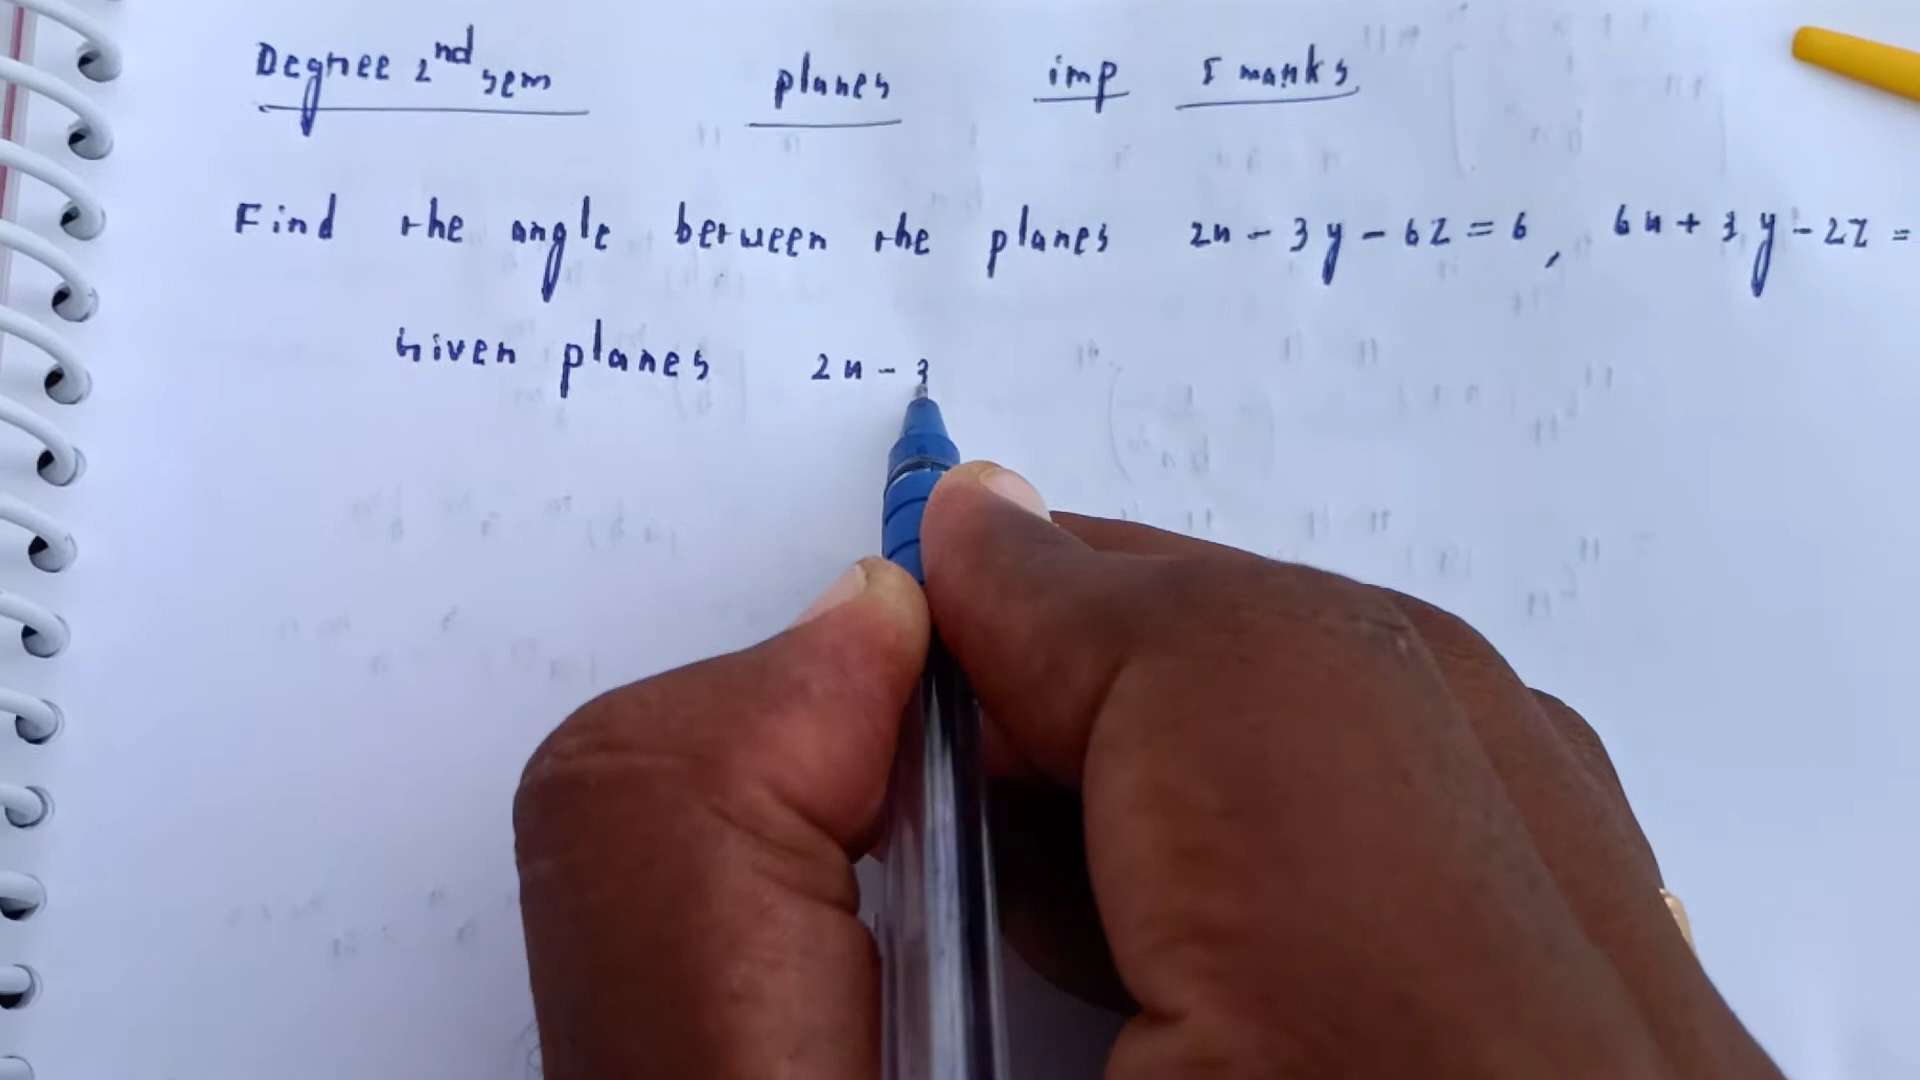 Degree 2nd sem planes imp 5 marks
Find the angle between the planes 2x - 3y - 6z = 6, 6x + 3y - 2z =
Given planes 2x - 3